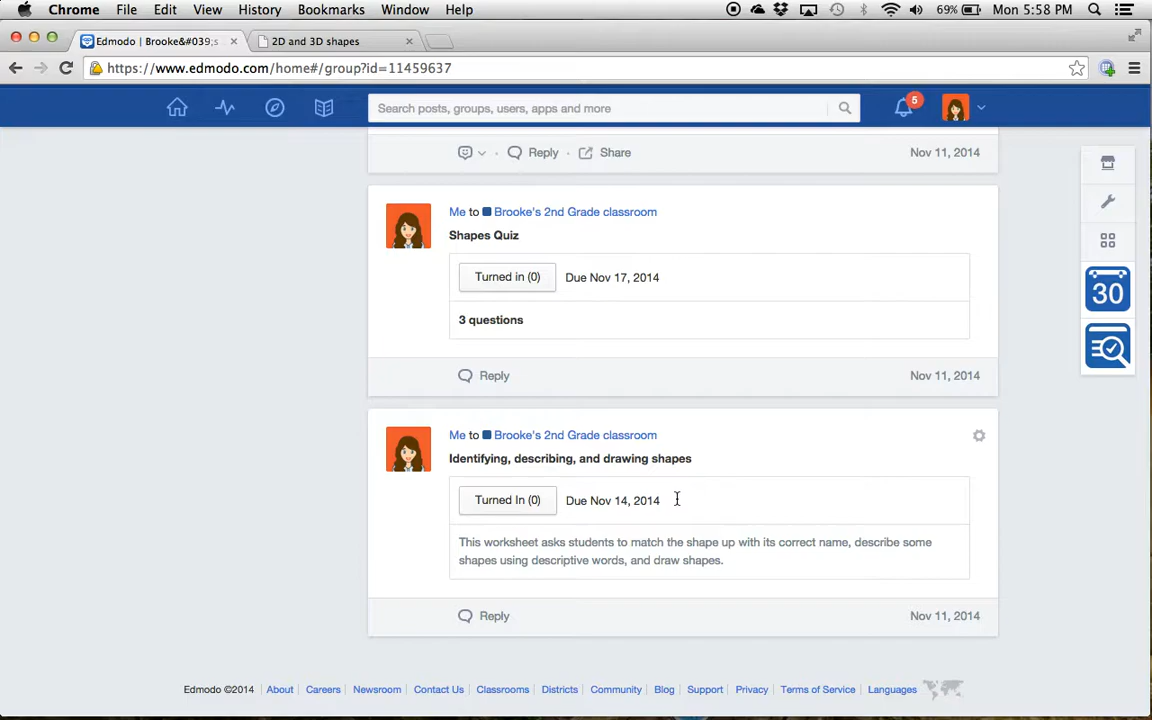 Chrome File Edit View History Bookmarks Window Help 69% Mon 5:58 PM
Edmodo | Brooke&#039;s 2D and 3D shapes
https://www.edmodo.com/home#/group?id=11459637
Search posts, groups, users, apps and more 5
Reply · Share Nov 11, 2014
Me to Brooke's 2nd Grade classroom
Shapes Quiz
Turned in (0) Due Nov 17, 2014
3 questions
Reply Nov 11, 2014
Me to Brooke's 2nd Grade classroom
Identifying, describing, and drawing shapes
Turned In (0) Due Nov 14, 2014
This worksheet asks students to match the shape up with its correct name, describe some
shapes using descriptive words, and draw shapes.
Reply Nov 11, 2014
30
Edmodo ©2014 | About | Careers | Newsroom | Contact Us | Classrooms | Districts | Community | Blog | Support | Privacy | Terms of Service | Languages